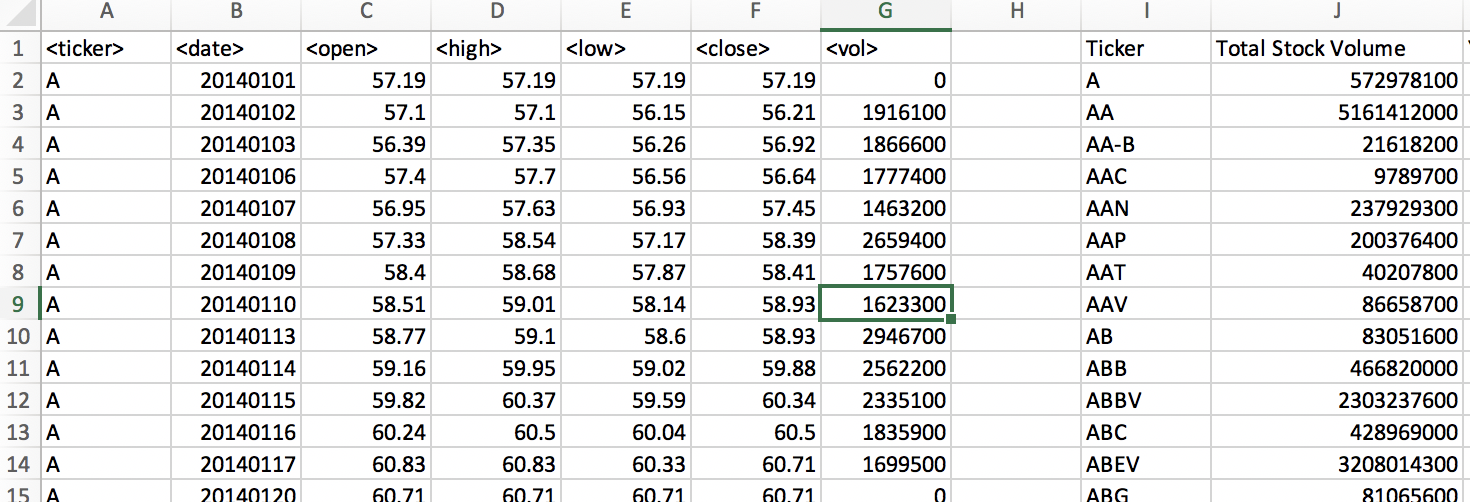 A B C D E F G H I J
1 <ticker> <date> <open> <high> <low> <close> <vol> Ticker Total Stock Volume
2 A 20140101 57.19 57.19 57.19 57.19 0 A 572978100
3 A 20140102 57.1 57.1 56.15 56.21 1916100 AA 5161412000
4 A 20140103 56.39 57.35 56.26 56.92 1866600 AA-B 21618200
5 A 20140106 57.4 57.7 56.56 56.64 1777400 AAC 9789700
6 A 20140107 56.95 57.63 56.93 57.45 1463200 AAN 237929300
7 A 20140108 57.33 58.54 57.17 58.39 2659400 AAP 200376400
8 A 20140109 58.4 58.68 57.87 58.41 1757600 AAT 40207800
9 A 20140110 58.51 59.01 58.14 58.93 1623300 AAV 86658700
10 A 20140113 58.77 59.1 58.6 58.93 2946700 AB 83051600
11 A 20140114 59.16 59.95 59.02 59.88 2562200 ABB 466820000
12 A 20140115 59.82 60.37 59.59 60.34 2335100 ABBV 2303237600
13 A 20140116 60.24 60.5 60.04 60.5 1835900 ABC 428969000
14 A 20140117 60.83 60.83 60.33 60.71 1699500 ABEV 3208014300
15 A 20140120 60.71 60.71 60.71 60.71 0 ABG 81065600